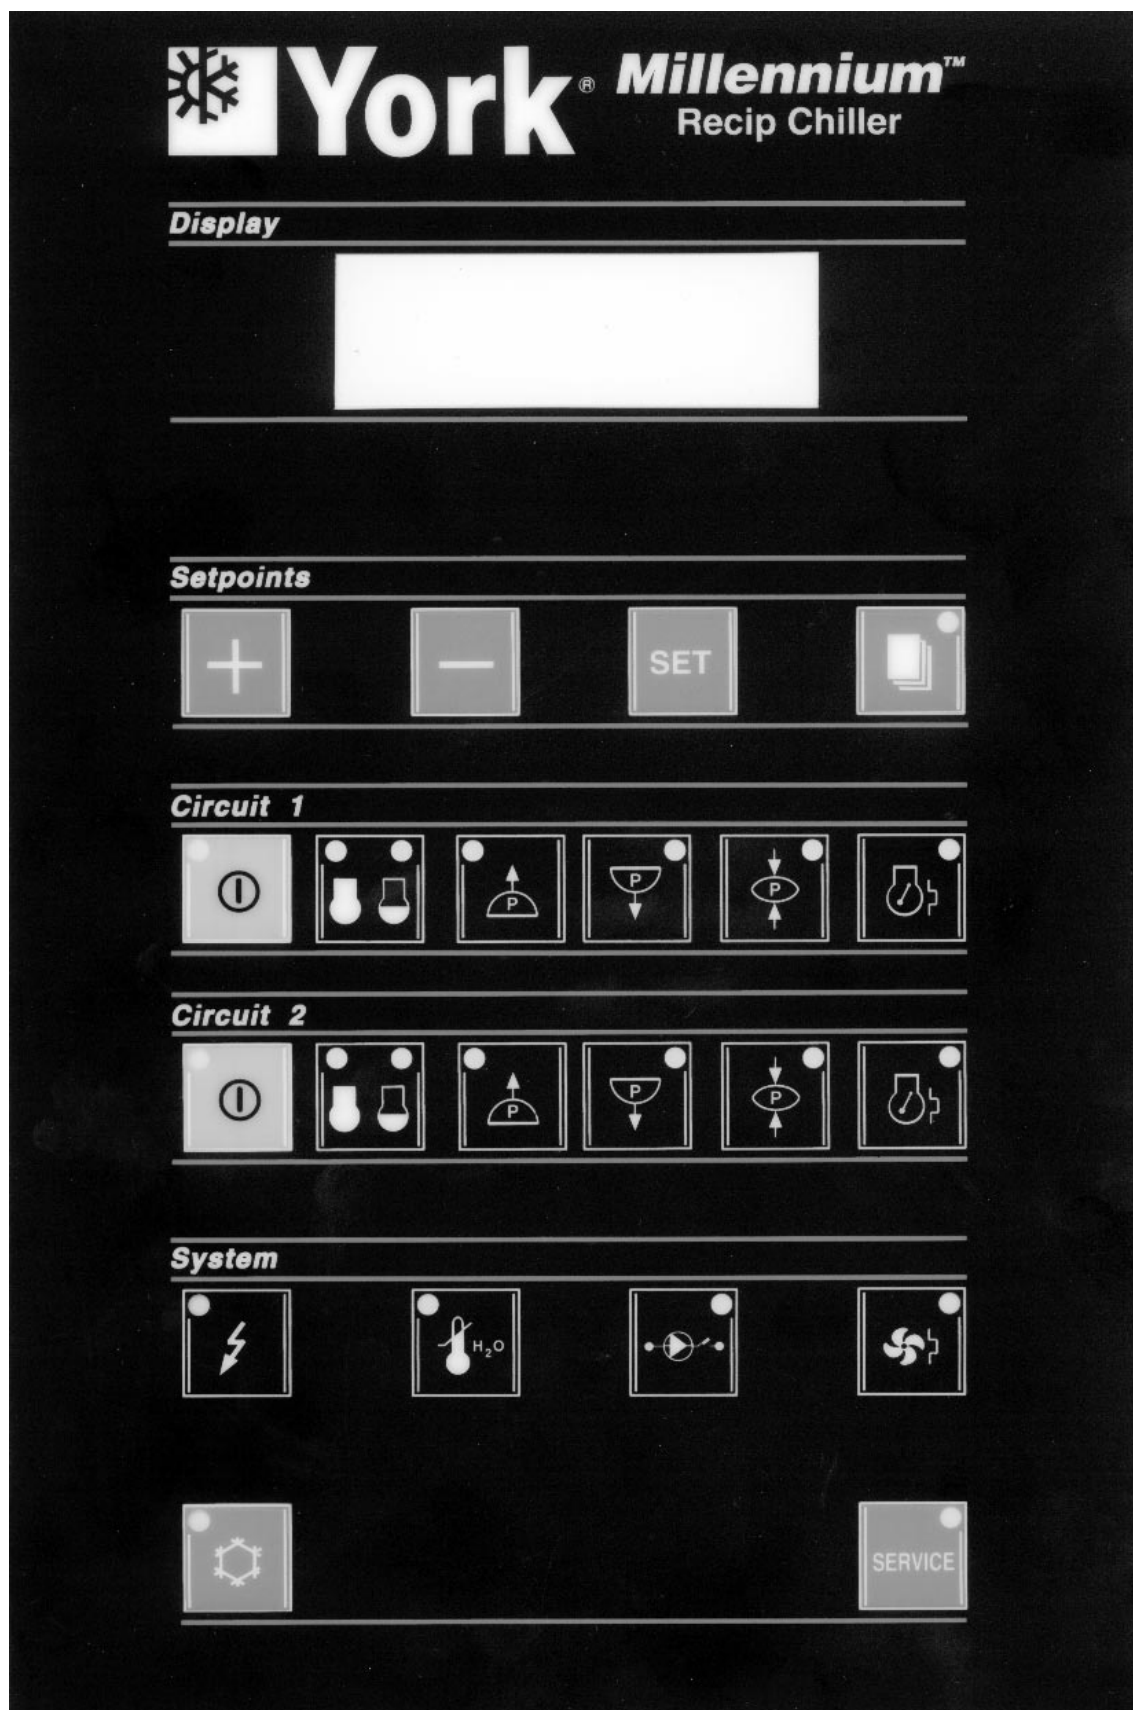 York® Millennium™
Recip Chiller
Display
Setpoints
+ − SET
Circuit 1
P P P
Circuit 2
P P P
System
H₂O
SERVICE